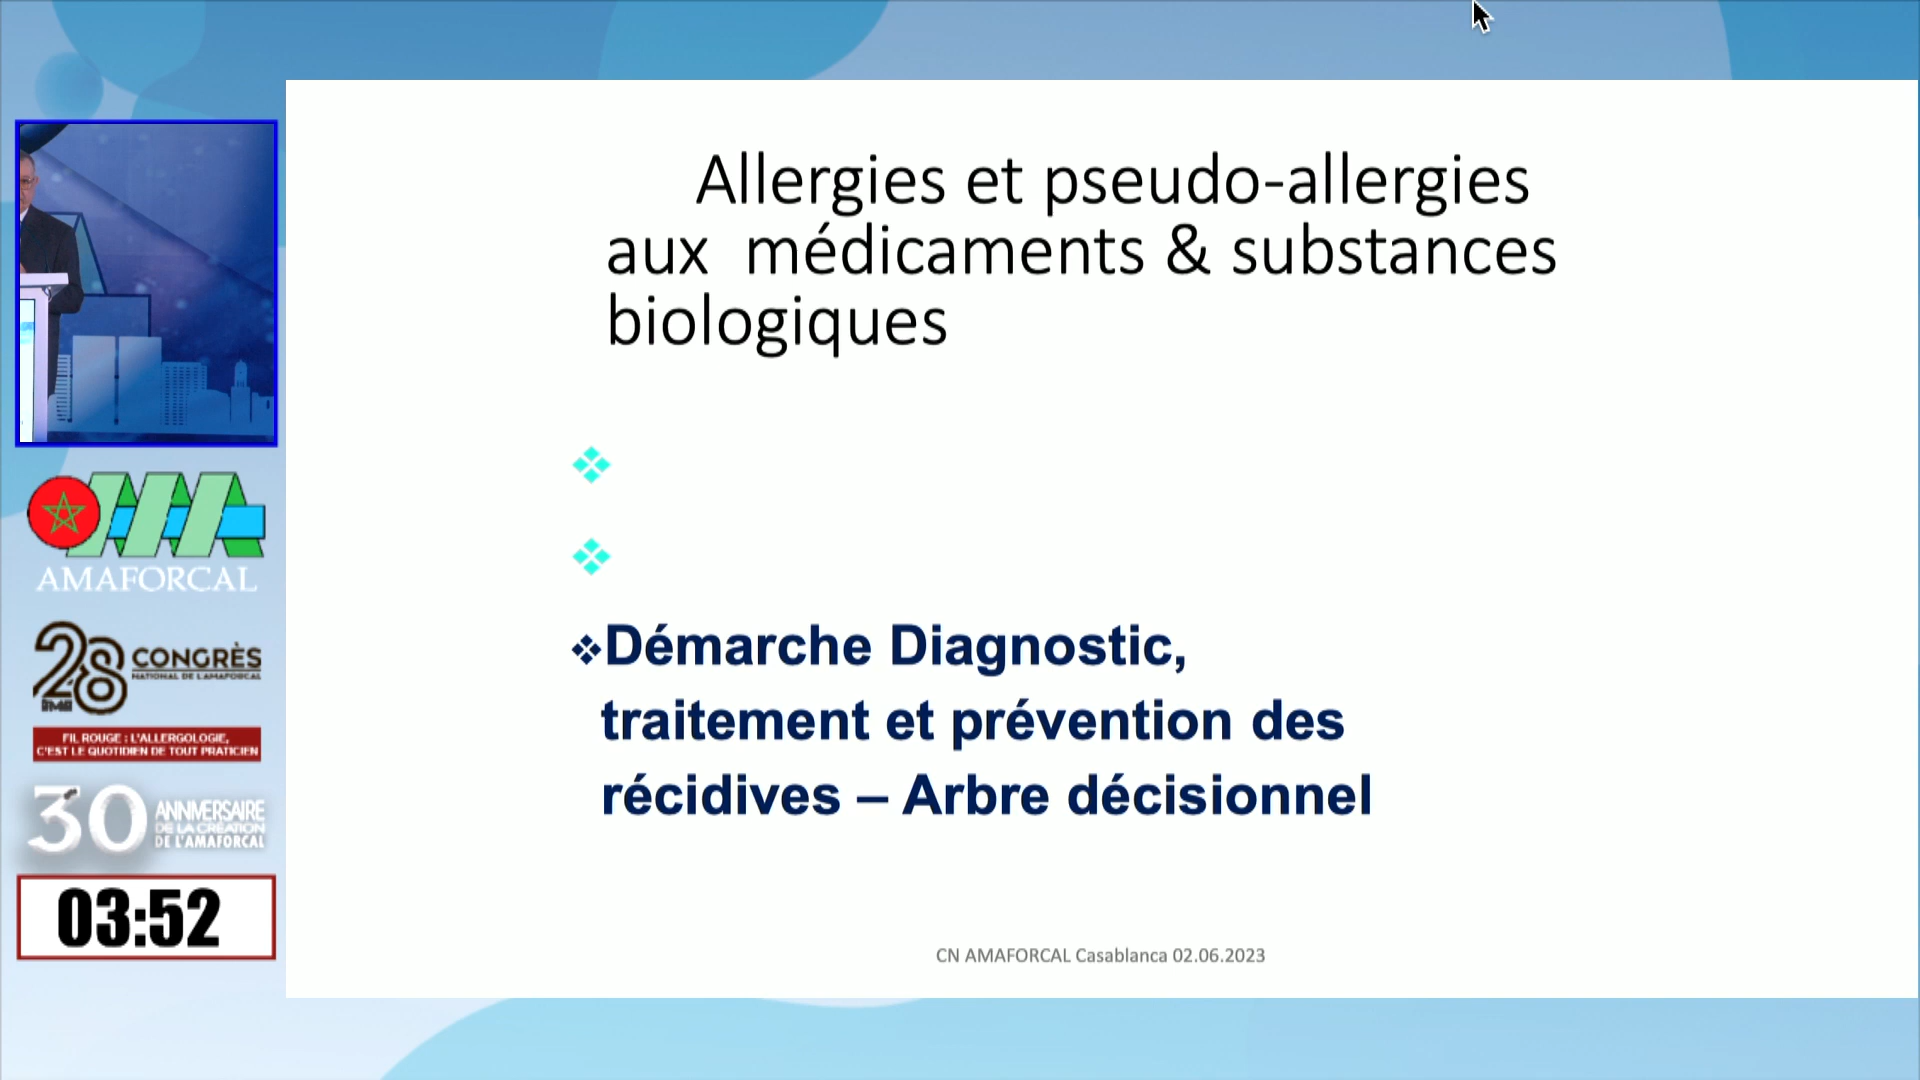 Allergies et pseudo-allergies
aux médicaments & substances
biologiques
Démarche Diagnostic,
traitement et prévention des
récidives – Arbre décisionnel
CN AMAFORCAL Casablanca 02.06.2023
AMAFORCAL
28
CONGRÈS
NATIONAL DE L'AMAFORCAL
FIL ROUGE : L'ALLERGOLOGIE,
C'EST LE QUOTIDIEN DE TOUT PRATICIEN
30
ANNIVERSAIRE
DE LA CRÉATION
DE L'AMAFORCAL
03:52